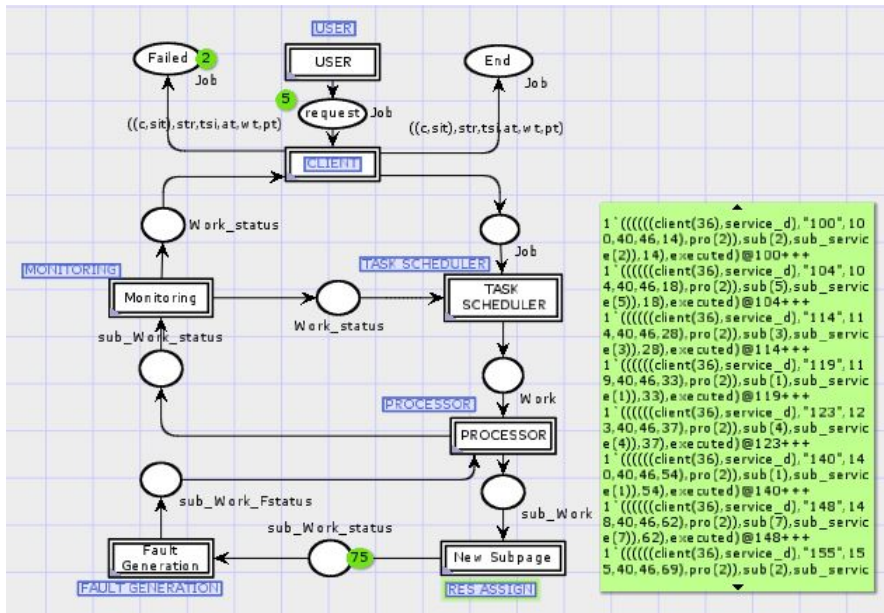 USER
Failed
2
Job
USER
End
Job
5
request
Job
((c,sit),str,tsi,at,wt,pt)
((c,sit),str,tsi,at,wt,pt)
CLIENT
Work_status
Job
MONITORING
TASK SCHEDULER
Monitoring
TASK
SCHEDULER
Work_status
sub_Work_status
Work
PROCESSOR
PROCESSOR
sub_Work_Fstatus
sub_Work
sub_Work_status
Fault
Generation
75
New Subpage
FAULT GENERATION
RES ASSIGN
1`((((((client(36),service_d),"100",10
0,40,46,14),pro(2)),sub(2),sub_servic
e(2)),14),executed)@100+++
1`((((((client(36),service_d),"104",10
4,40,46,18),pro(2)),sub(5),sub_servic
e(5)),18),executed)@104+++
1`((((((client(36),service_d),"114",11
4,40,46,28),pro(2)),sub(3),sub_servic
e(3)),28),executed)@114+++
1`((((((client(36),service_d),"119",11
9,40,46,33),pro(2)),sub(1),sub_servic
e(1)),33),executed)@119+++
1`((((((client(36),service_d),"123",12
3,40,46,37),pro(2)),sub(4),sub_servic
e(4)),37),executed)@123+++
1`((((((client(36),service_d),"140",14
0,40,46,54),pro(2)),sub(1),sub_servic
e(1)),54),executed)@140+++
1`((((((client(36),service_d),"148",14
8,40,46,62),pro(2)),sub(7),sub_servic
e(7)),62),executed)@148+++
1`((((((client(36),service_d),"155",15
5,40,46,69),pro(2)),sub(2),sub_servic